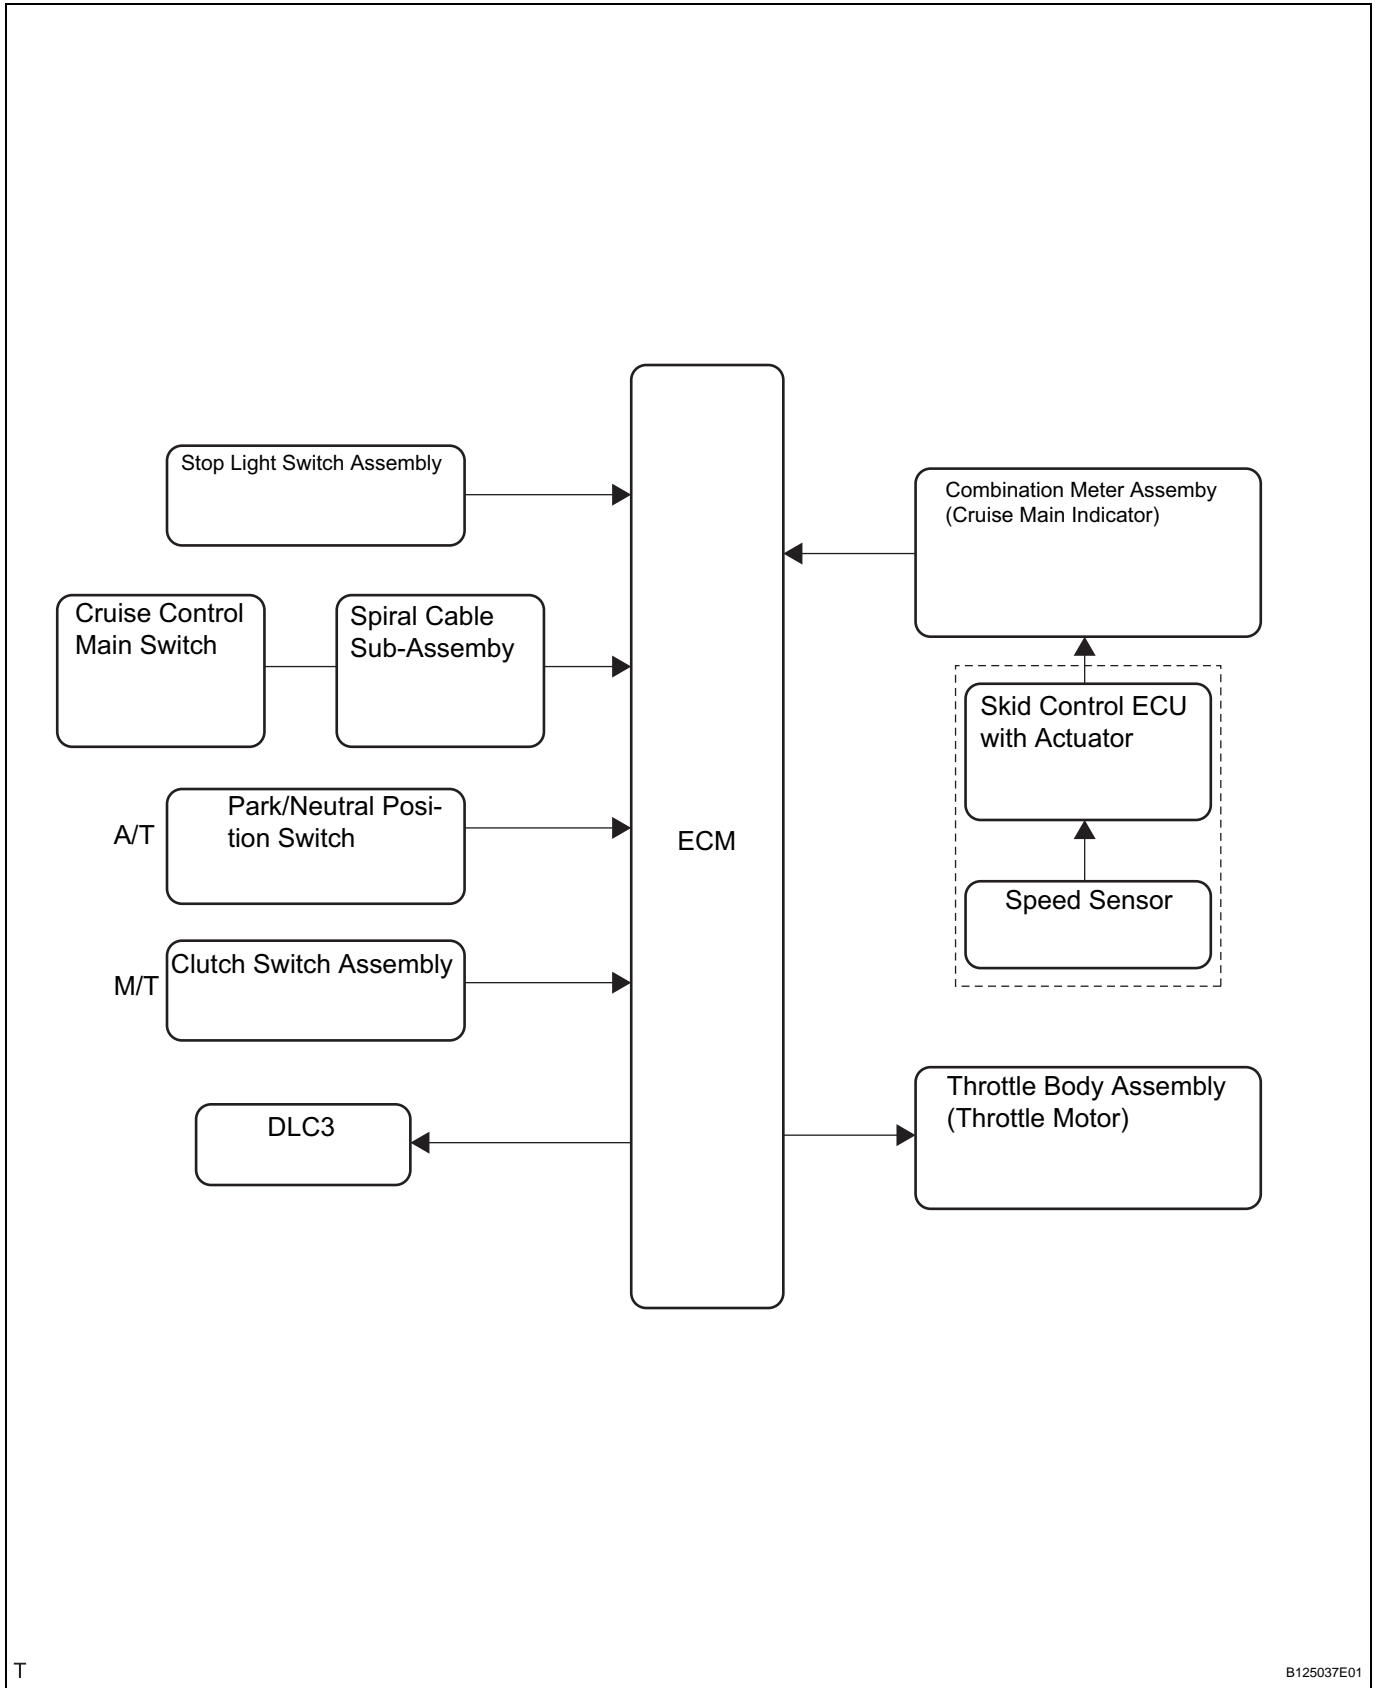 Stop Light Switch Assembly
Cruise Control
Main Switch
Spiral Cable
Sub-Assemby
A/T
Park/Neutral Posi-
tion Switch
M/T
Clutch Switch Assembly
DLC3
ECM
Combination Meter Assemby
(Cruise Main Indicator)
Skid Control ECU
with Actuator
Speed Sensor
Throttle Body Assembly
(Throttle Motor)
T
B125037E01